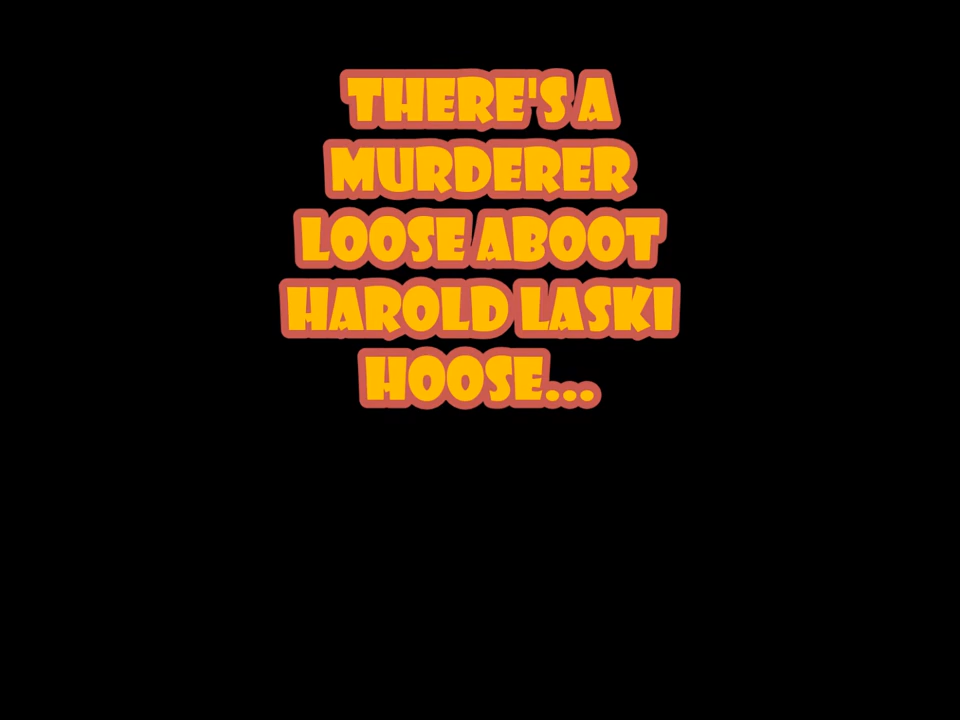 THERE'S A
MURDERER
LOOSE ABOOT
HAROLD LASKI
HOOSE...